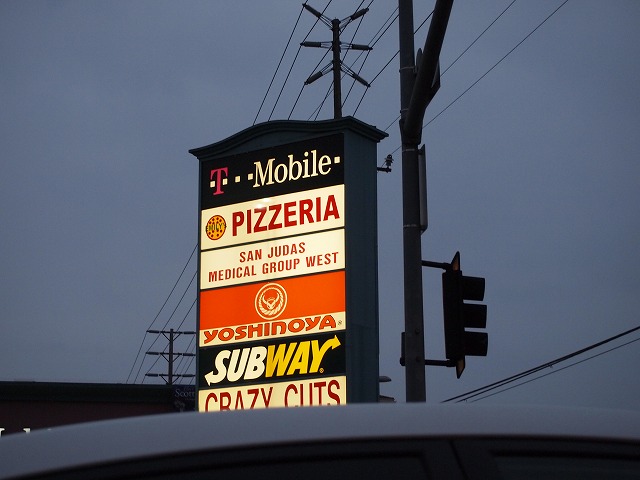 T · · · Mobile ·
PIZZERIA
SAN JUDAS
MEDICAL GROUP WEST
YOSHINOYA®
SUBWAY
CRAZY CUTS